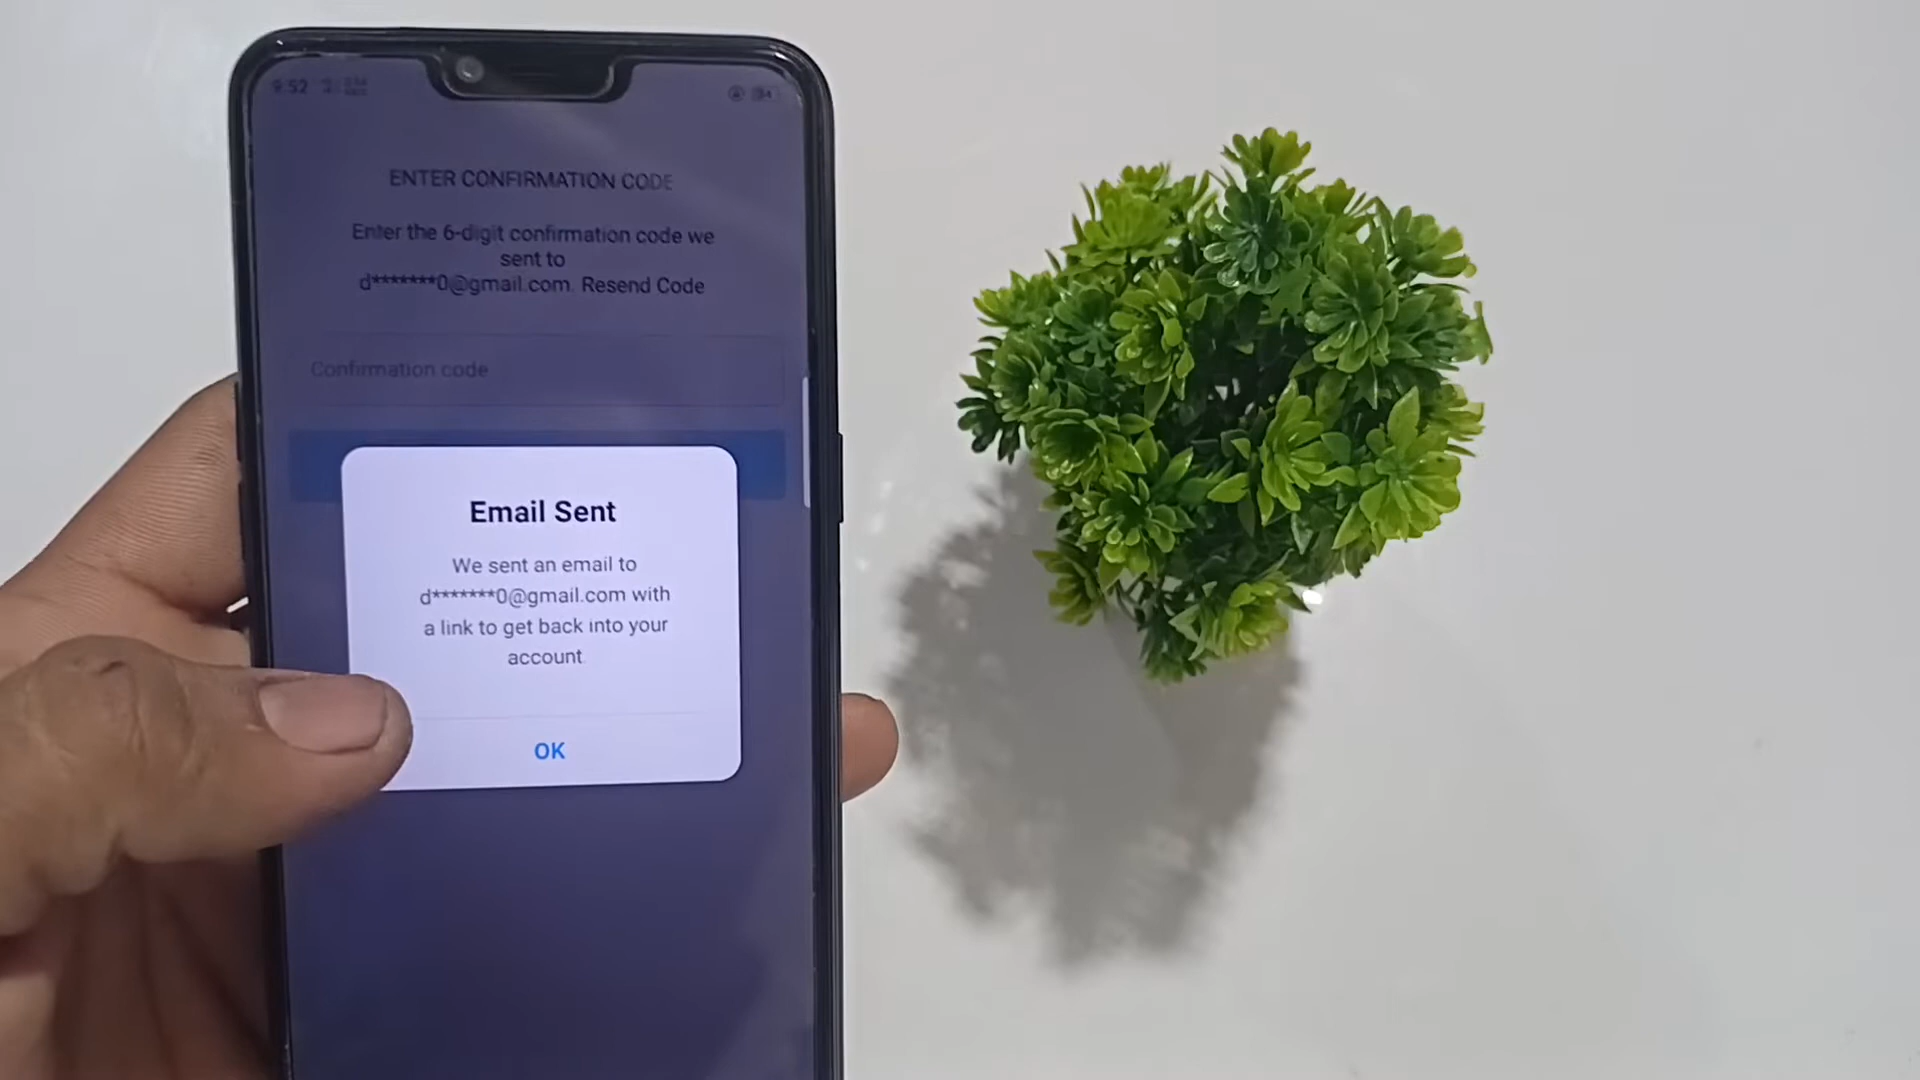 9:52
ENTER CONFIRMATION CODE
Enter the 6-digit confirmation code we
sent to
d*******0@gmail.com. Resend Code
Confirmation code
Email Sent
We sent an email to
d*******0@gmail.com with
a link to get back into your
account.
OK